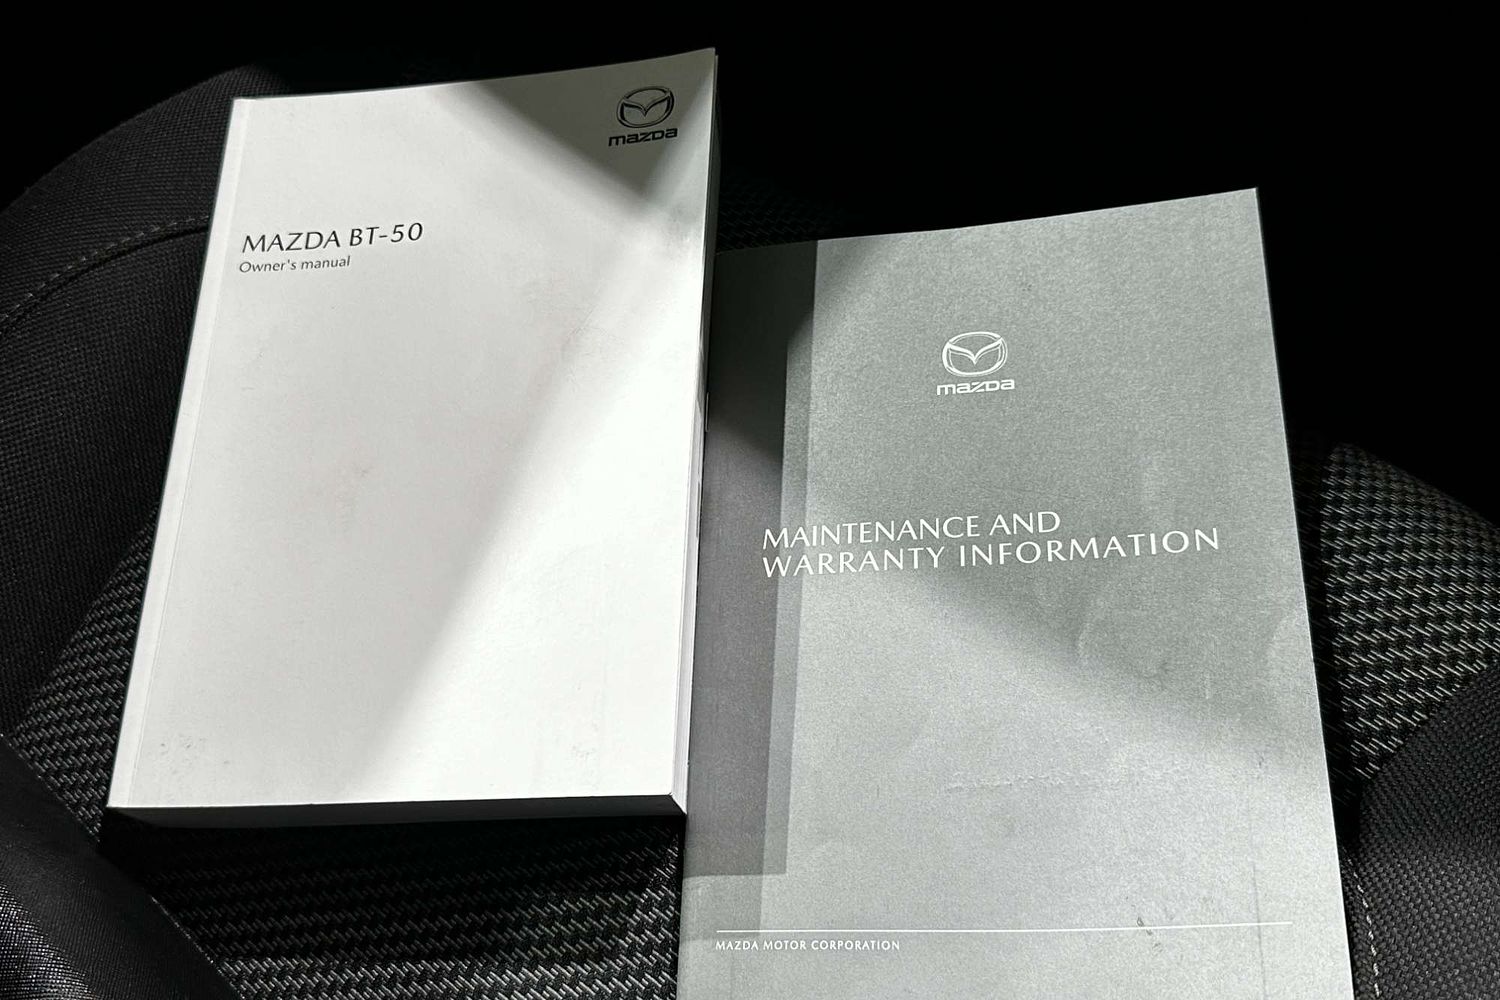 mazda
MAZDA BT-50
Owner's manual
mazda
MAINTENANCE AND
WARRANTY INFORMATION
MAZDA MOTOR CORPORATION